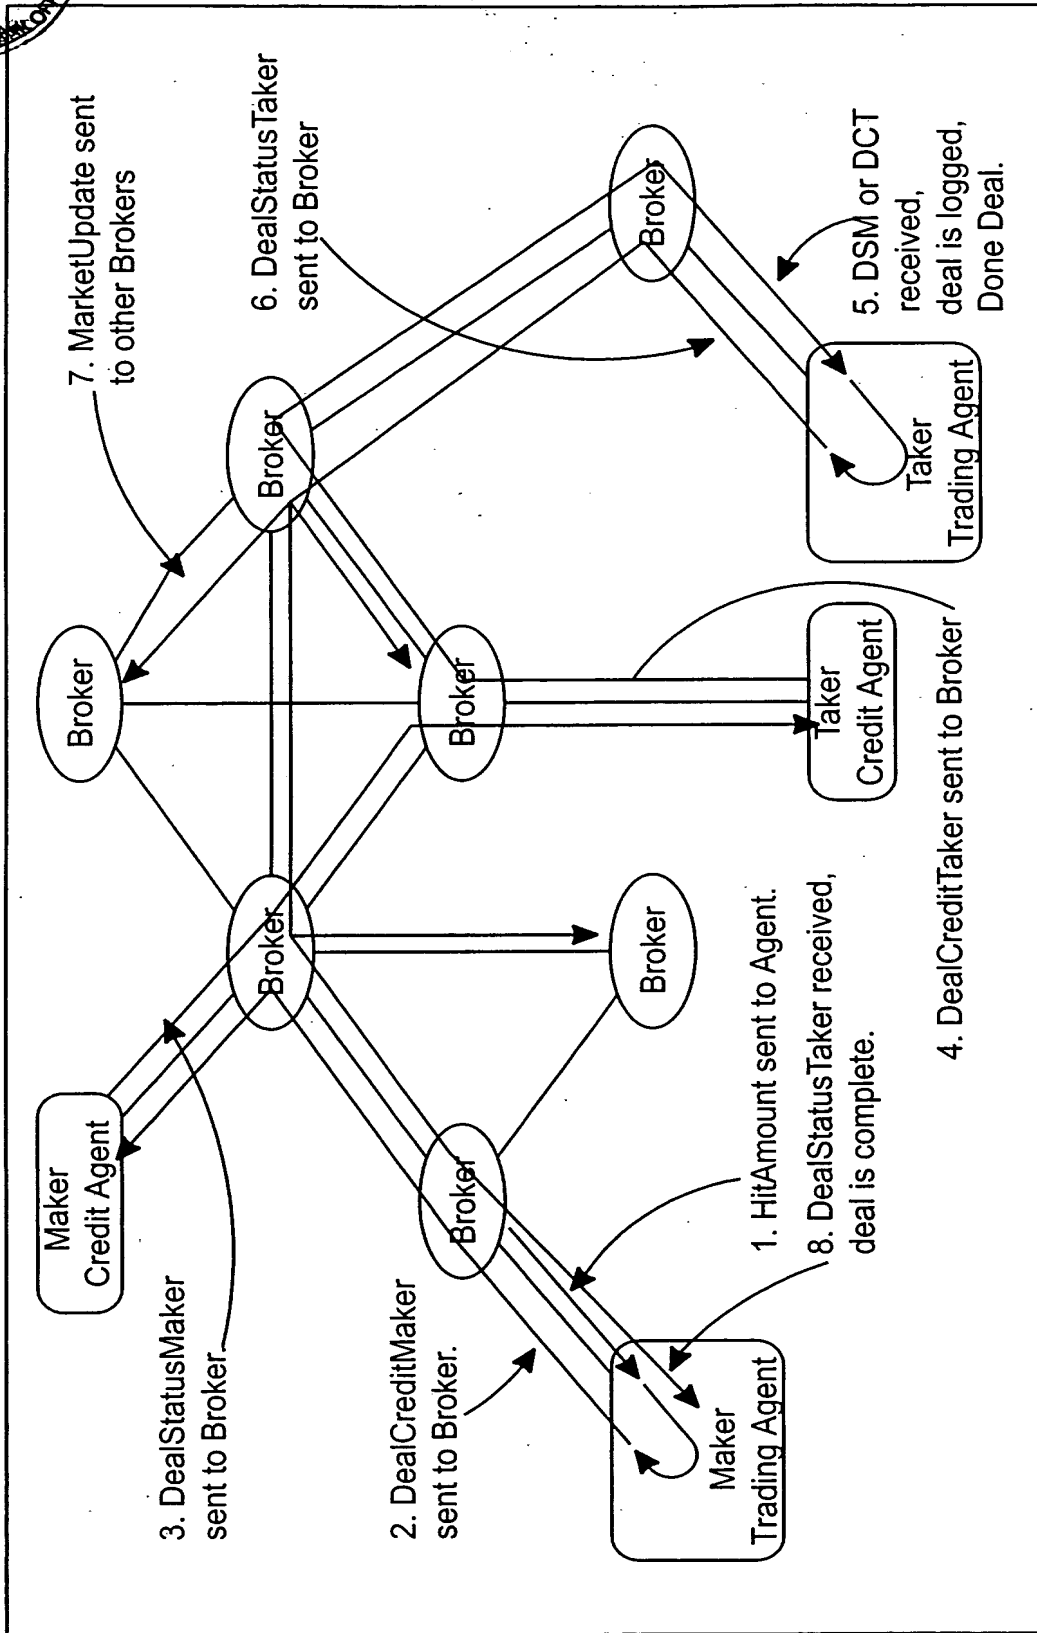 3. DealStatusMaker
sent to Broker.
Maker
Credit Agent
2. DealCreditMaker
sent to Broker.
Maker
Trading Agent
Broker
Broker
Broker
Broker
Broker
Broker
Broker
7. MarketUpdate sent
to other Brokers
6. DealStatusTaker
sent to Broker
1. HitAmount sent to Agent.
8. DealStatusTaker received,
deal is complete.
Taker
Credit Agent
4. DealCreditTaker sent to Broker
Taker
Trading Agent
5. DSM or DCT
received,
deal is logged,
Done Deal.